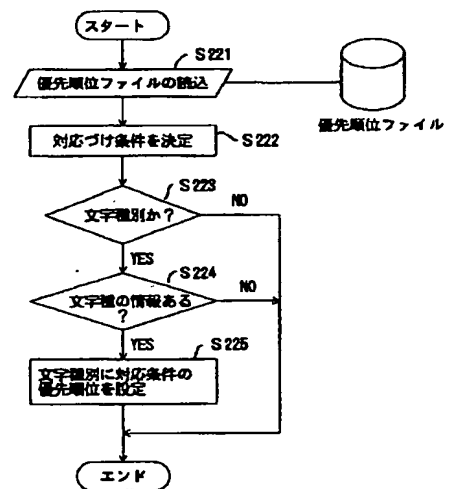 スタート
S221
優先順位ファイルの読込
優先順位ファイル
対応づけ条件を決定
S222
S223
文字種別か？
NO
YES
S224
文字種の情報ある
？
NO
YES
S225
文字種別に対応条件の
優先順位を設定
エンド